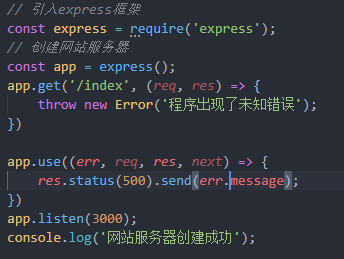 // 引入express框架
const express = require('express');
// 创建网站服务器
const app = express();
app.get('/index', (req, res) => {
    throw new Error('程序出现了未知错误');
})

app.use((err, req, res, next) => {
    res.status(500).send(err.message);
})
app.listen(3000);
console.log('网站服务器创建成功');